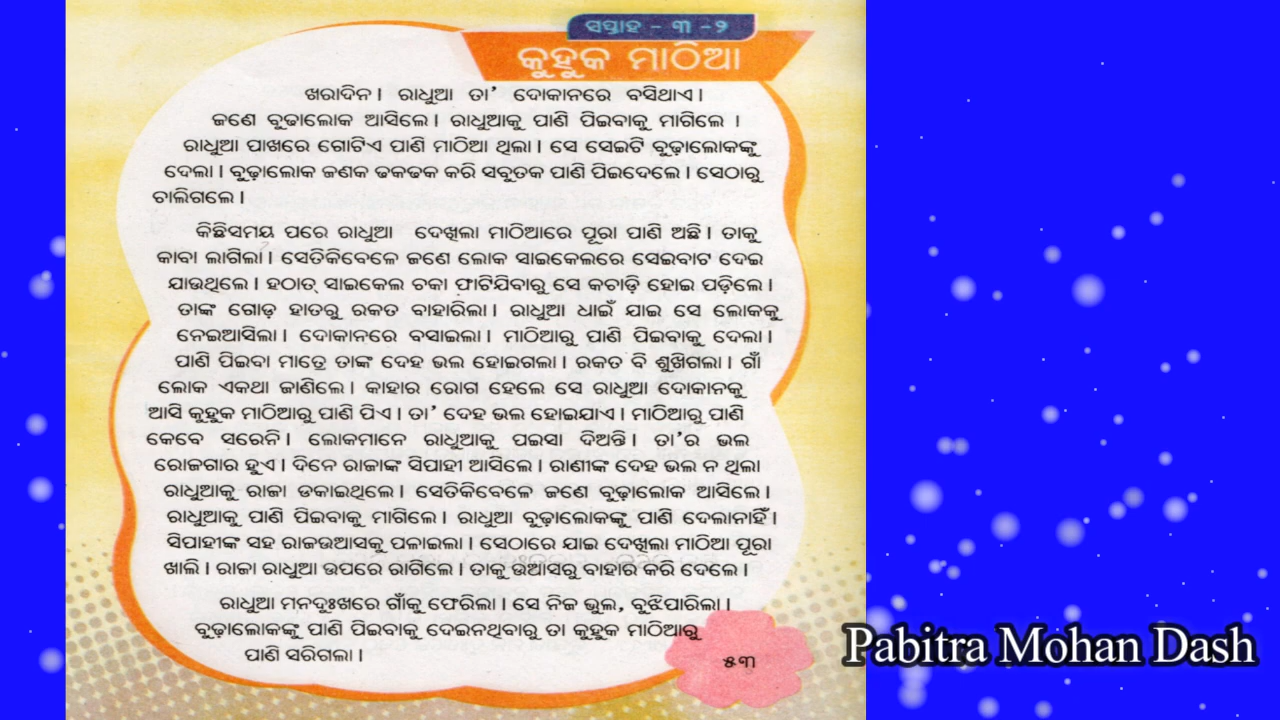 ସପ୍ତାହ - ୩ -୨
କୁହୁକ ମାଠିଆ
ଖରାଦିନ। ରାଧୁଆ ତା’ ଦୋକାନରେ ବସିଥାଏ।
ଜଣେ ବୁଢାଲୋକ ଆସିଲେ। ରାଧୁଆକୁ ପାଣି ପିଇବାକୁ ମାଗିଲେ ।
ରାଧୁଆ ପାଖରେ ଗୋଟିଏ ପାଣି ମାଠିଆ ଥିଲା। ସେ ସେଇଟି ବୁଢ଼ାଲୋକଙ୍କୁ
ଦେଲା। ବୁଢ଼ାଲୋକ ଜଣକ ଢକଢକ କରି ସବୁତକ ପାଣି ପିଇଦେଲେ। ସେଠାରୁ
ଚାଲିଗଲେ।
କିଛିସମୟ ପରେ ରାଧୁଆ ଦେଖିଲା ମାଠିଆରେ ପୂରା ପାଣି ଅଛି। ତାକୁ
କାବା ଲାଗିଲା। ସେତିକିବେଳେ ଜଣେ ଲୋକ ସାଇକେଲରେ ସେଇବାଟ ଦେଇ
ଯାଉଥିଲେ। ହଠାତ୍ ସାଇକେଲ ଚକା ଫାଟିଯିବାରୁ ସେ କଚାଡ଼ି ହୋଇ ପଡ଼ିଲେ।
ତାଙ୍କ ଗୋଡ଼ ହାତରୁ ରକତ ବାହାରିଲା। ରାଧୁଆ ଧାଇଁ ଯାଇ ସେ ଲୋକକୁ
ନେଇଆସିଲା। ଦୋକାନରେ ବସାଇଲା। ମାଠିଆରୁ ପାଣି ପିଇବାକୁ ଦେଲା।
ପାଣି ପିଇବା ମାତ୍ରେ ତାଙ୍କ ଦେହ ଭଲ ହୋଇଗଲା। ରକତ ବି ଶୁଖିଗଲା। ଗାଁ
ଲୋକ ଏକଥା ଜାଣିଲେ। କାହାର ରୋଗ ହେଲେ ସେ ରାଧୁଆ ଦୋକାନକୁ
ଆସି କୁହୁକ ମାଠିଆରୁ ପାଣି ପିଏ। ତା’ ଦେହ ଭଲ ହୋଇଯାଏ। ମାଠିଆରୁ ପାଣି
କେବେ ସରେନି। ଲୋକମାନେ ରାଧୁଆକୁ ପଇସା ଦିଅନ୍ତି। ତା’ର ଭଲ
ରୋଜଗାର ହୁଏ। ଦିନେ ରାଜାଙ୍କ ସିପାହୀ ଆସିଲେ। ରାଣୀଙ୍କ ଦେହ ଭଲ ନ ଥିଲା
ରାଧୁଆକୁ ରାଜା ଡକାଇଥିଲେ। ସେତିକିବେଳେ ଜଣେ ବୁଢ଼ାଲୋକ ଆସିଲେ।
ରାଧୁଆକୁ ପାଣି ପିଇବାକୁ ମାଗିଲେ। ରାଧୁଆ ବୁଢ଼ାଲୋକଙ୍କୁ ପାଣି ଦେଲାନାହିଁ।
ସିପାହୀଙ୍କ ସହ ରାଜଉଆସକୁ ପଳାଇଲା। ସେଠାରେ ଯାଇ ଦେଖିଲା ମାଠିଆ ପୂରା
ଖାଲି। ରାଜା ରାଧୁଆ ଉପରେ ରାଗିଲେ। ତାକୁ ଉଆସରୁ ବାହାର କରି ଦେଲେ।
ରାଧୁଆ ମନଦୁଃଖରେ ଗାଁକୁ ଫେରିଲା। ସେ ନିଜ ଭୁଲ, ବୁଝିପାରିଲା।
ବୁଢ଼ାଲୋକଙ୍କୁ ପାଣି ପିଇବାକୁ ଦେଇନଥିବାରୁ ତା କୁହୁକ ମାଠିଆରୁ
ପାଣି ସରିଗଲା।
୫୩
Pabitra Mohan Dash